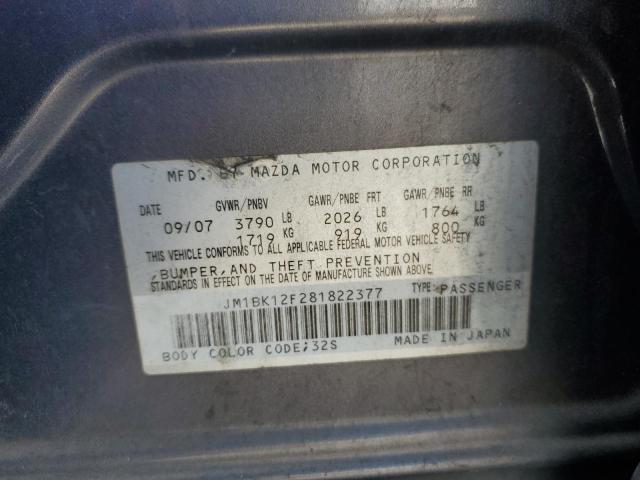 MFD. BY MAZDA MOTOR CORPORATION
DATE GVWR/PNBV GAWR/PNBE FRT GAWR/PNBE RR
09/07 3790 LB 2026 LB 1764 LB
1719 KG 919 KG 800 KG
THIS VEHICLE CONFORMS TO ALL APPLICABLE FEDERAL MOTOR VEHICLE SAFETY
,BUMPER,AND THEFT PREVENTION
STANDARDS IN EFFECT ON THE DATE OF MANUFACTURE SHOWN ABOVE.
JM1BK12F281822377 TYPE:PASSENGER
BODY COLOR CODE;32S MADE IN JAPAN